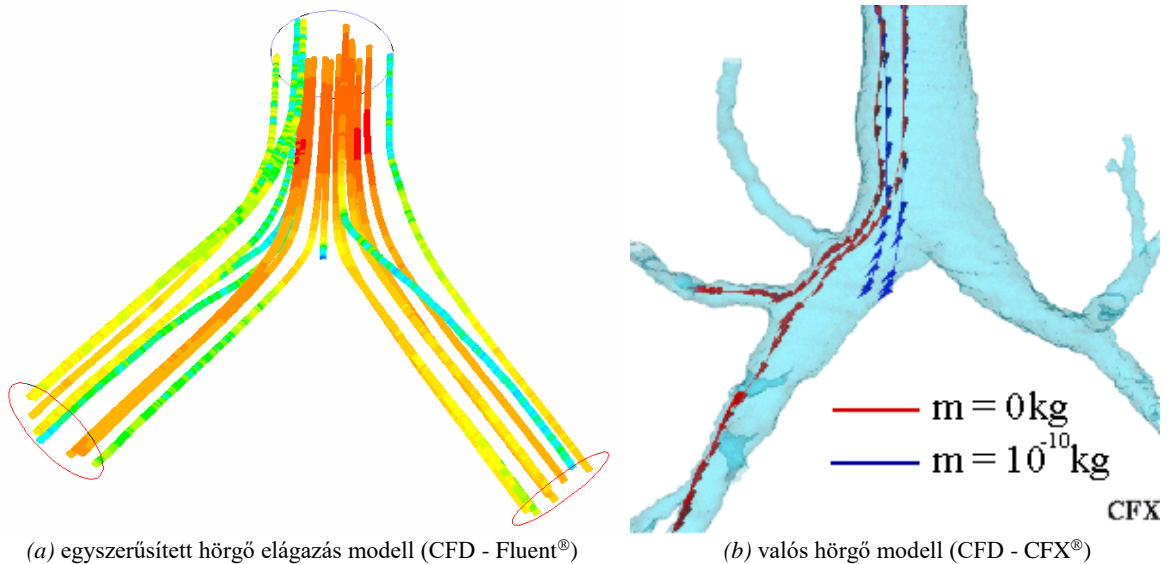 m = 0kg
m = 10⁻¹⁰kg
CFX
(a) egyszerűsített hörgő elágazás modell (CFD - Fluent®)
(b) valós hörgő modell (CFD - CFX®)